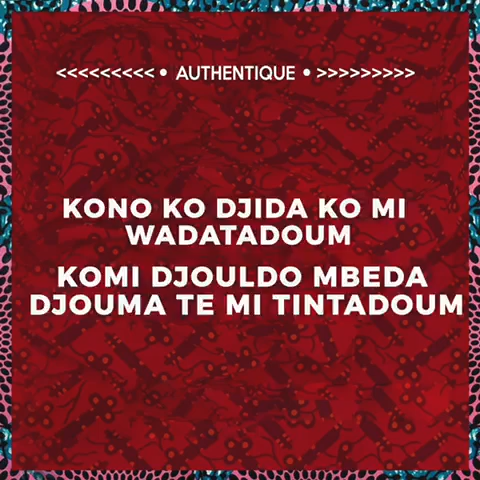 <<<<<<<<< • AUTHENTIQUE • >>>>>>>>>
KONO KO DJIDA KO MI
WADATADOUM
KOMI DJOULDO MBEDA
DJOUMA TE MI TINTADOUM